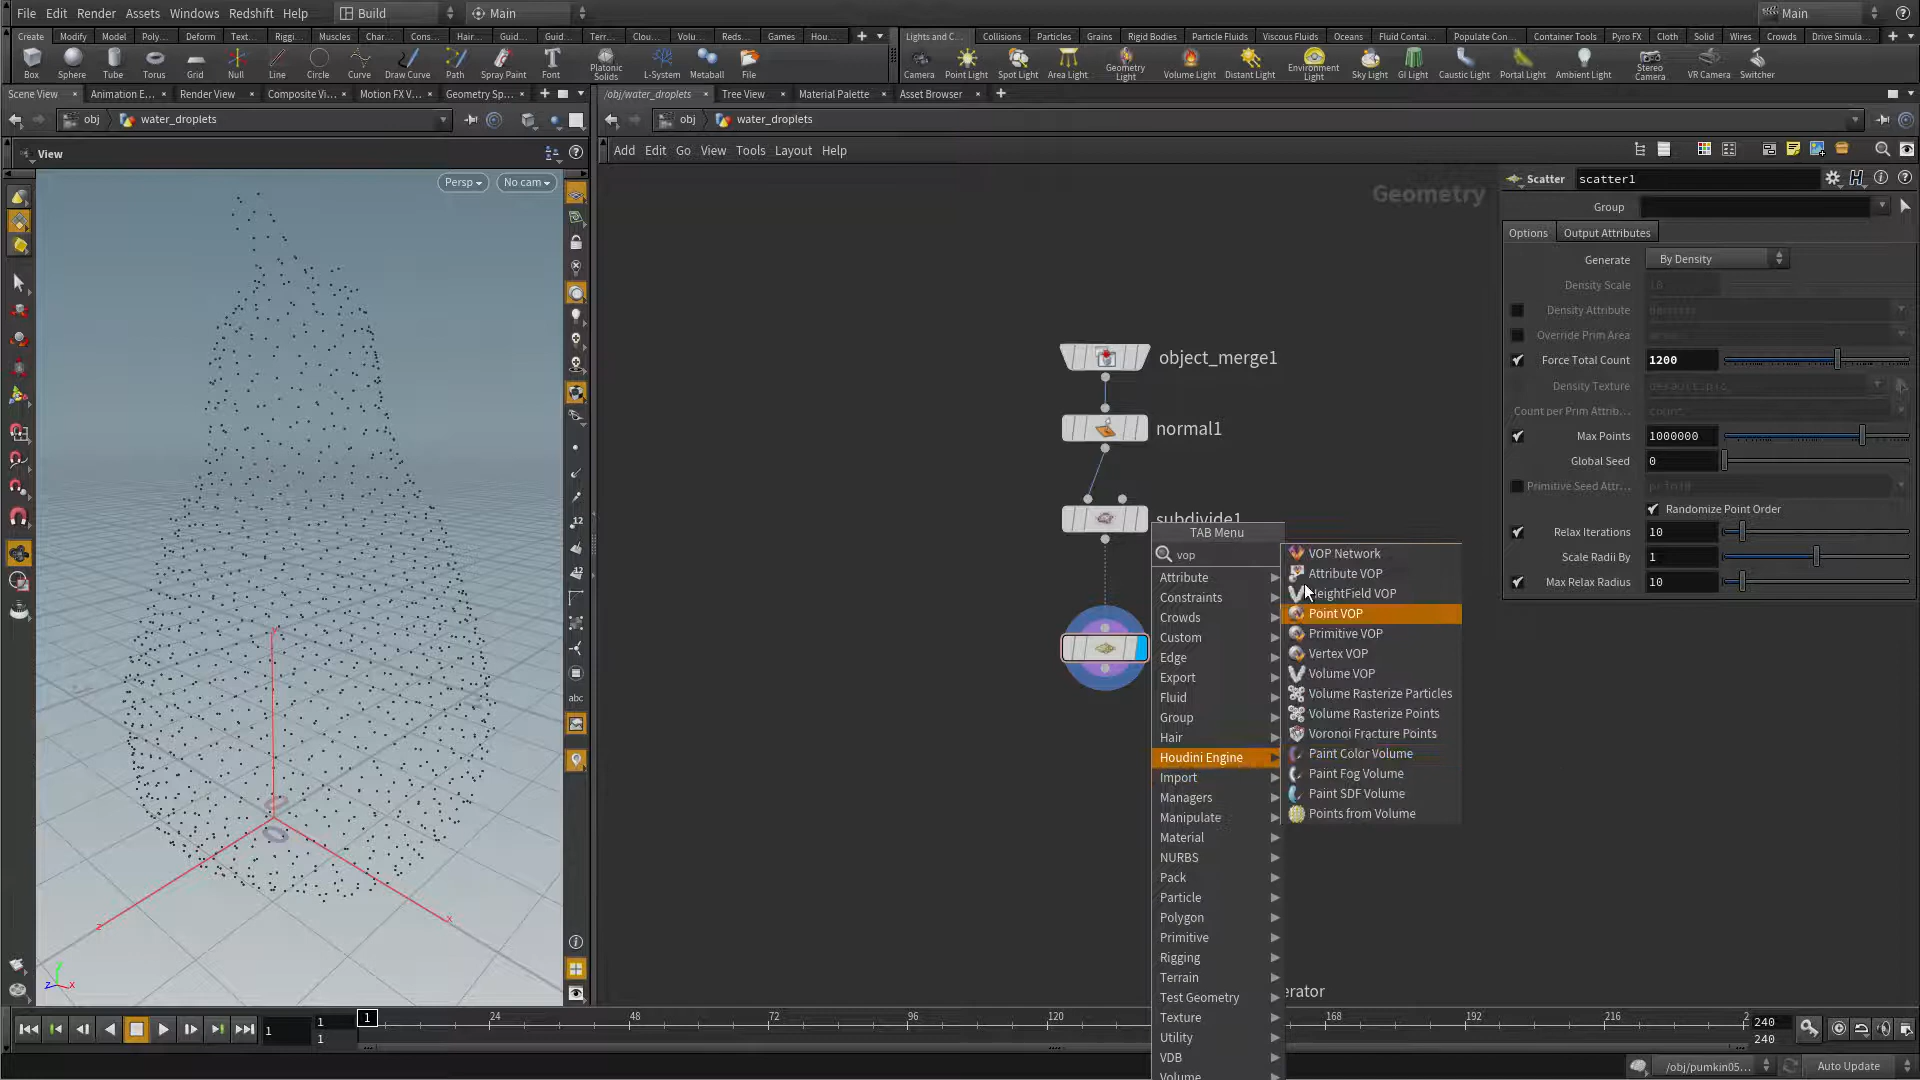 File Edit Render Assets Windows Redshift Help Build Main Main
Create Modify Model Poly... Deform Text... Riggi... Muscles Char... Cons... Hair... Guid... Guid... Terr... Clou... Volu... Reds... Games Hou...
Lights and C... Collisions Particles Grains Rigid Bodies Particle Fluids Viscous Fluids Oceans Fluid Contai... Populate Con... Container Tools Pyro FX Cloth Solid Wires Crowds Drive Simula...
Box Sphere Tube Torus Grid Null Line Circle Curve Draw Curve Path Spray Paint Font Platonic Solids L-System Metaball File
Camera Point Light Spot Light Area Light Geometry Light Volume Light Distant Light Environment Light Sky Light GI Light Caustic Light Portal Light Ambient Light Stereo Camera VR Camera Switcher
Scene View Animation E... Render View Composite Vi... Motion FX V... Geometry Sp...
/obj/water_droplets Tree View Material Palette Asset Browser
obj water_droplets
obj water_droplets
View
Add Edit Go View Tools Layout Help
Persp No cam
Geometry
Scatter scatter1
Group
Options Output Attributes
Generate By Density
Density Scale
Density Attribute
Override Prim Area
Force Total Count 1200
Density Texture
Count per Prim Attrib...
Max Points 1000000
Global Seed 0
Primitive Seed Attr...
Randomize Point Order
Relax Iterations 10
Scale Radii By 1
Max Relax Radius 10
object_merge1
normal1
subdivide1
TAB Menu
vop
Attribute
Constraints
Crowds
Custom
Edge
Export
Fluid
Group
Hair
Houdini Engine
Import
Managers
Manipulate
Material
NURBS
Pack
Particle
Polygon
Primitive
Rigging
Terrain
Test Geometry
Texture
Utility
VDB
Volume
VOP Network
Attribute VOP
HeightField VOP
Point VOP
Primitive VOP
Vertex VOP
Volume VOP
Volume Rasterize Particles
Volume Rasterize Points
Voronoi Fracture Points
Paint Color Volume
Paint Fog Volume
Paint SDF Volume
Points from Volume
erator
12
12
abc
z
x
y
z
x
1 1 1 1 24 48 72 96 120 168 192 216 2 240 240
/obj/pumkin05... Auto Update